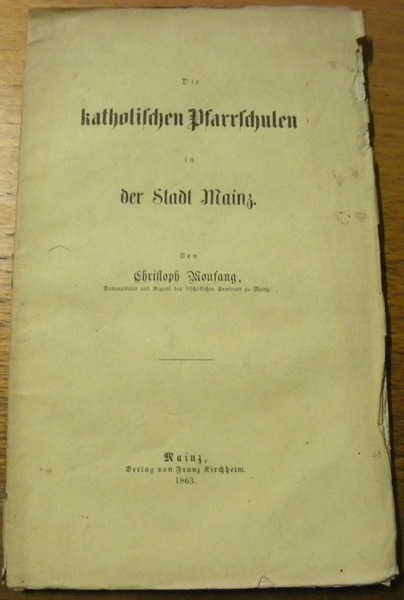 Die
katholischen Pfarrschulen
in
der Stadt Mainz.
Von
Christoph Moufang,
Domcapitular und Regens des bischöflichen Seminars zu Mainz.
Mainz,
Verlag von Franz Kirchheim.
1863.